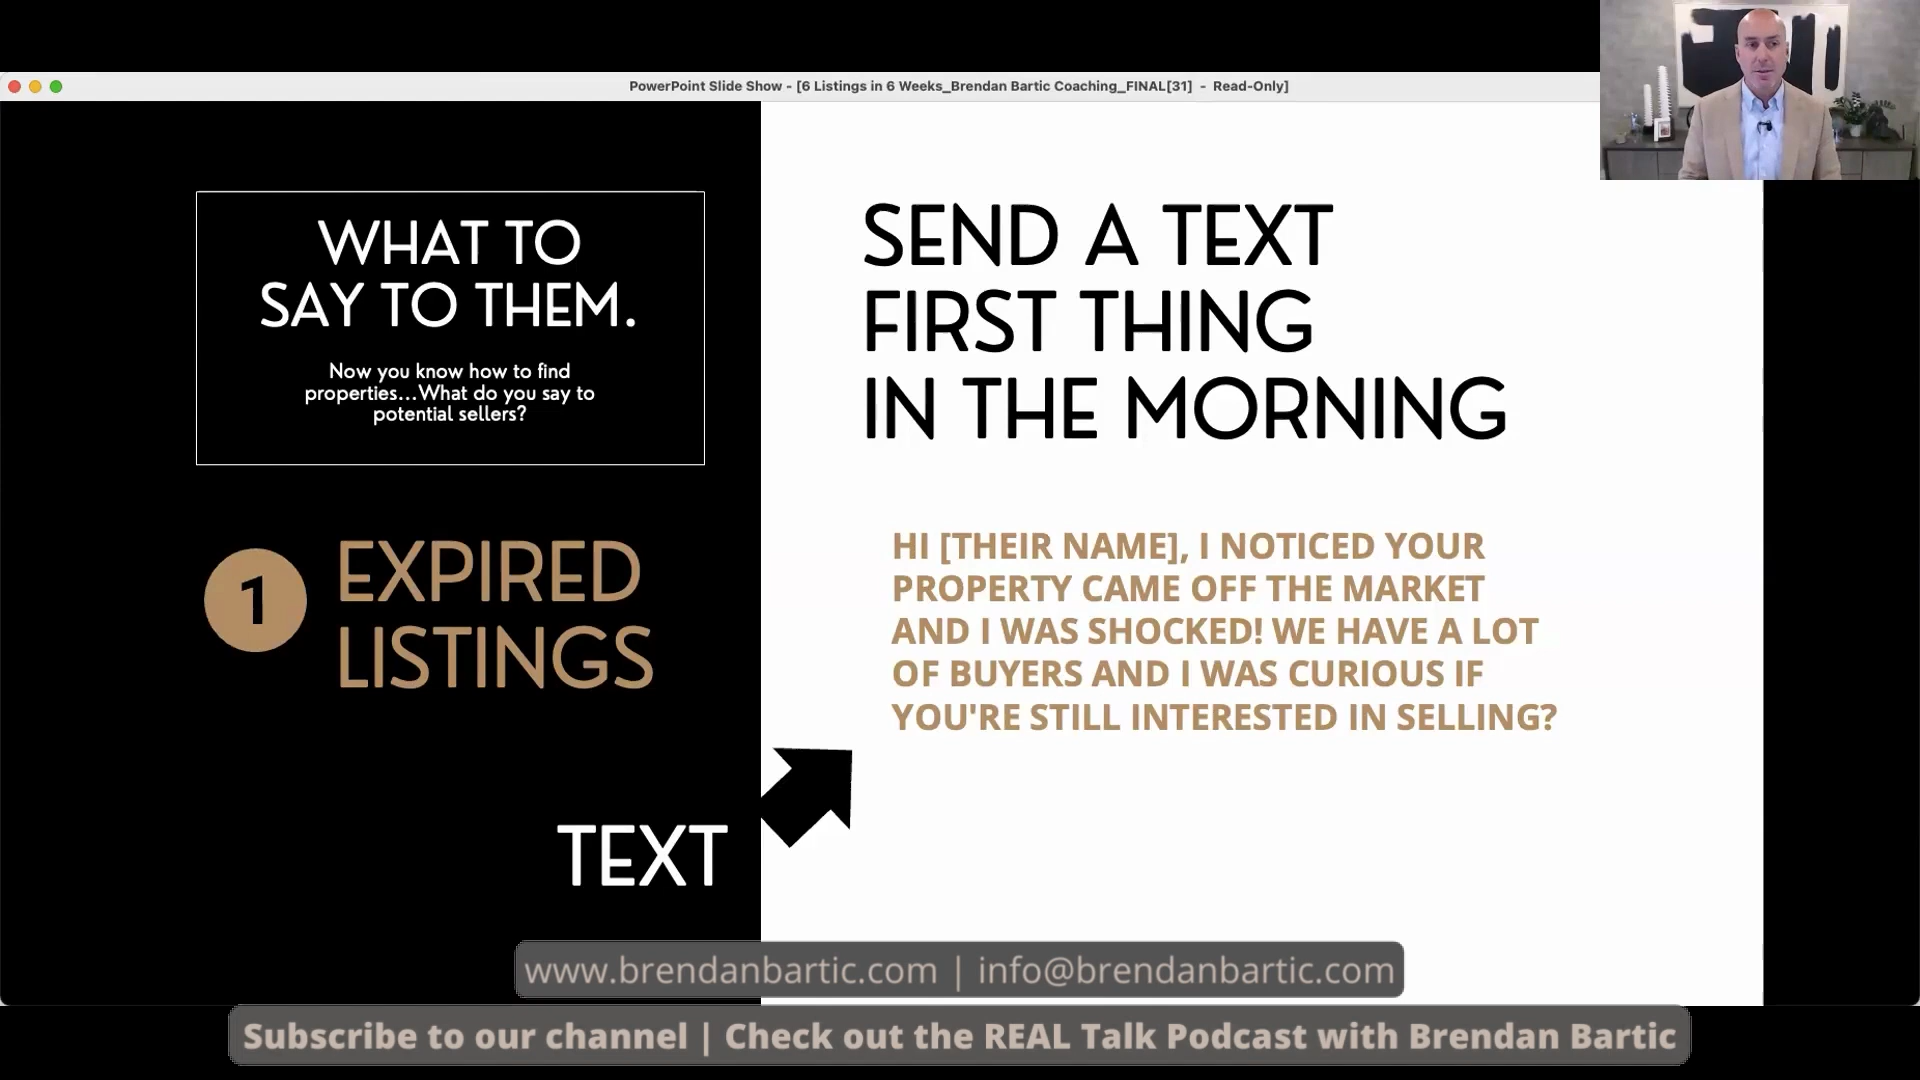 PowerPoint Slide Show - [6 Listings in 6 Weeks_Brendan Bartic Coaching_FINAL[31] - Read-Only]
WHAT TO
SAY TO THEM.
Now you know how to find
properties...What do you say to
potential sellers?
1
EXPIRED
LISTINGS
TEXT
SEND A TEXT
FIRST THING
IN THE MORNING
HI [THEIR NAME], I NOTICED YOUR
PROPERTY CAME OFF THE MARKET
AND I WAS SHOCKED! WE HAVE A LOT
OF BUYERS AND I WAS CURIOUS IF
YOU'RE STILL INTERESTED IN SELLING?
www.brendanbartic.com | info@brendanbartic.com
Subscribe to our channel | Check out the REAL Talk Podcast with Brendan Bartic